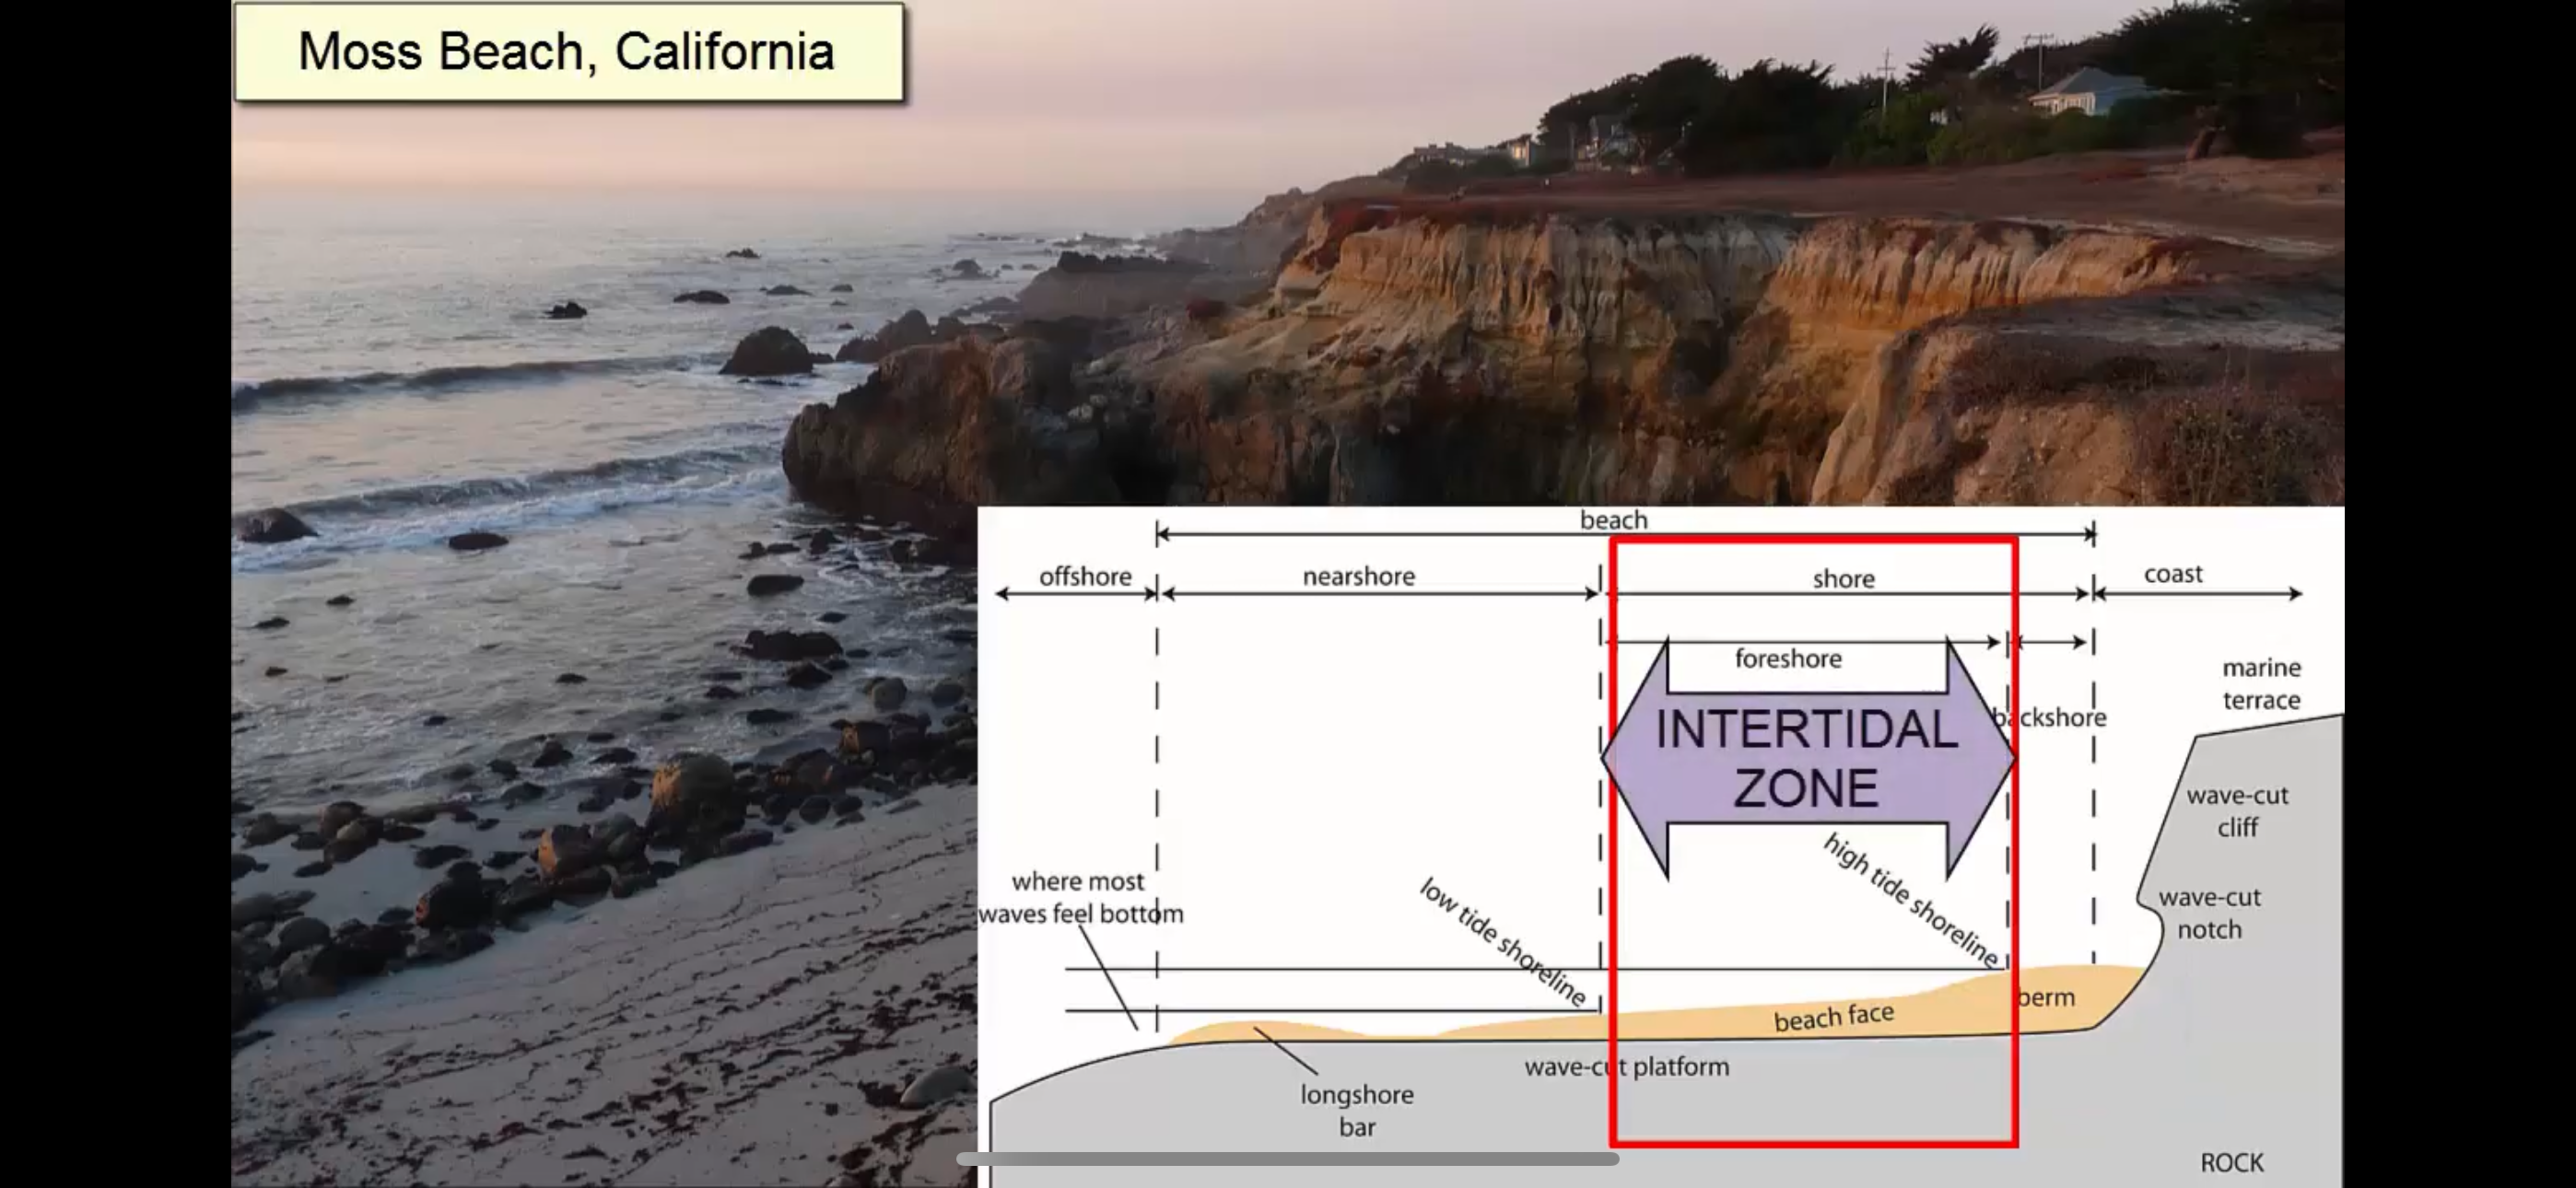 Moss Beach, California
beach
offshore
nearshore
shore
coast
foreshore
backshore
INTERTIDAL
ZONE
marine
terrace
wave-cut
cliff
wave-cut
notch
where most
waves feel bottom
low tide shoreline
high tide shoreline
berm
beach face
wave-cut platform
longshore
bar
ROCK